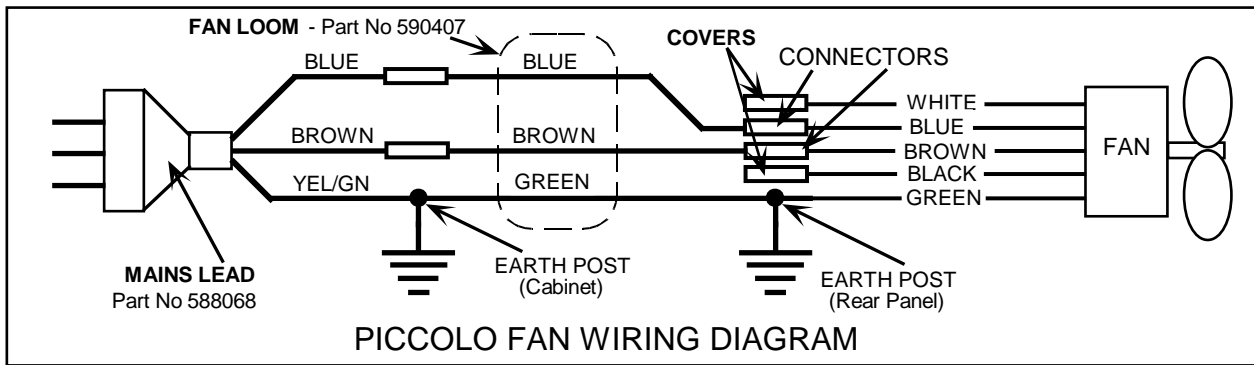 FAN LOOM - Part No 590407
COVERS
CONNECTORS
BLUE
BLUE
WHITE
BLUE
BROWN
BROWN
BROWN
FAN
BLACK
YEL/GN
GREEN
GREEN
MAINS LEAD
Part No 588068
EARTH POST
(Cabinet)
EARTH POST
(Rear Panel)
PICCOLO FAN WIRING DIAGRAM